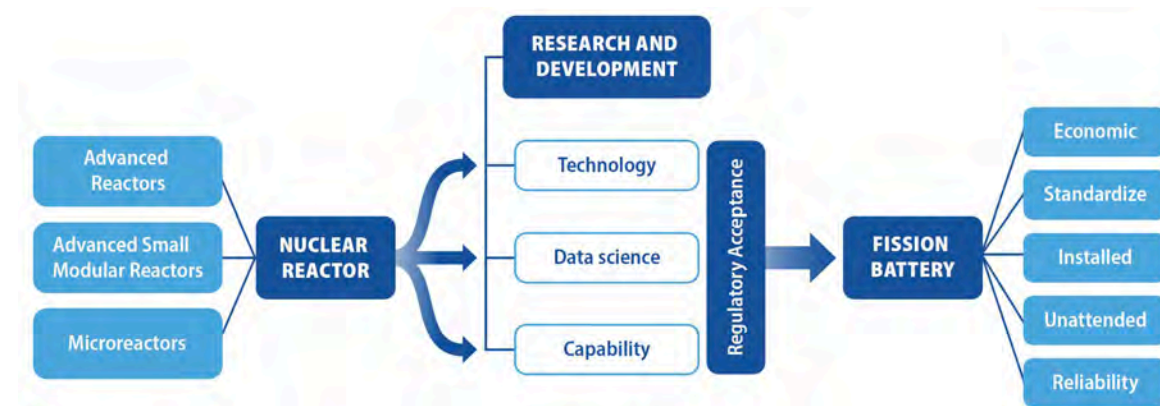 RESEARCH AND
DEVELOPMENT
Advanced
Reactors
Advanced Small
Modular Reactors
Microreactors
NUCLEAR
REACTOR
Technology
Data science
Capability
Regulatory Acceptance
FISSION
BATTERY
Economic
Standardize
Installed
Unattended
Reliability